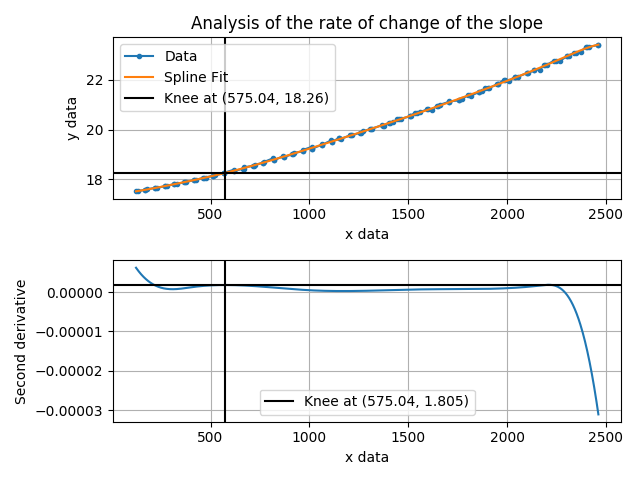 Analysis of the rate of change of the slope
Data
Spline Fit
Knee at (575.04, 18.26)
y data
22
20
18
500 1000 1500 2000 2500
x data
Second derivative
0.00000
−0.00001
−0.00002
−0.00003
Knee at (575.04, 1.805)
500 1000 1500 2000 2500
x data